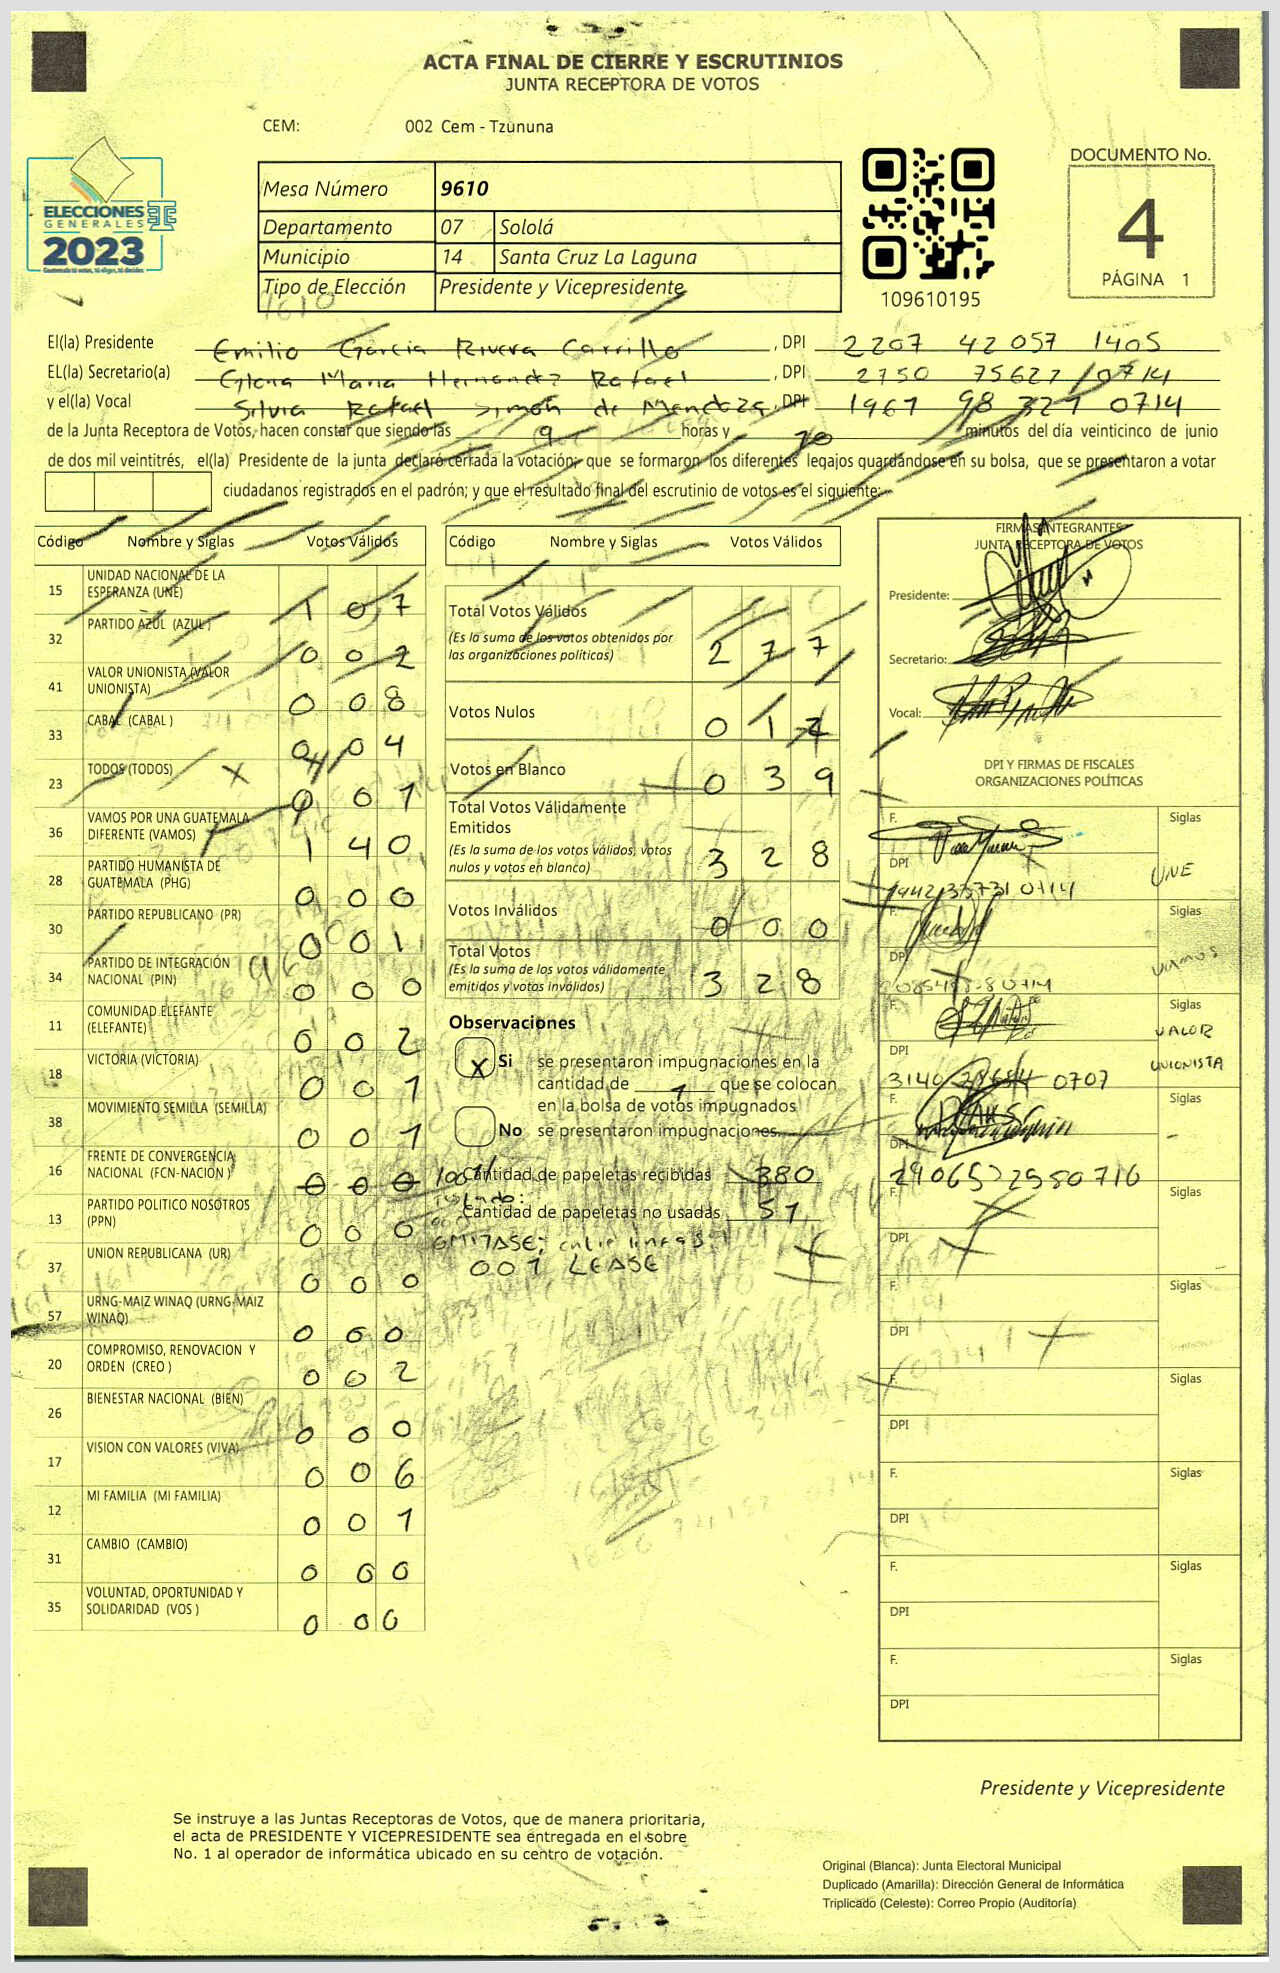 ACTA FINAL DE CIERRE Y ESCRUTINIOS
JUNTA RECEPTORA DE VOTOS
CEM: 002 Cem - Tzununa
ELECCIONES
GENERALES
2023
Mesa Número 9610
Departamento 07 Sololá
Municipio 14 Santa Cruz La Laguna
Tipo de Elección Presidente y Vicepresidente
109610195
DOCUMENTO No.
4
PÁGINA 1
El(la) Presidente Emilio García Rivera Carrillo, DPI 2207 42057 1405
EL(la) Secretario(a) Maria Hernandez Rafael, DPI 2750 75627 0714
y el(la) Vocal Silvia Rafael Simón de Mendoza, DPI 1967 98 327 0714
de la Junta Receptora de Votos, hacen constar que siendo las 9 horas y minutos del día veinticinco de junio
de dos mil veintitrés, el(la) Presidente de la junta declaró cerrada la votación; que se formaron los diferentes legajos guardándose en su bolsa, que se presentaron a votar
ciudadanos registrados en el padrón; y que el resultado final del escrutinio de votos es el siguiente:
Código Nombre y Siglas Votos Válidos
15 UNIDAD NACIONAL DE LA
ESPERANZA (UNE) 1 0 7
32 PARTIDO AZUL (AZUL) 0 0 2
41 VALOR UNIONISTA (VALOR
UNIONISTA) 0 0 8
33 CABAL (CABAL ) 0 0 4
23 TODOS (TODOS) 0 0 1
36 VAMOS POR UNA GUATEMALA
DIFERENTE (VAMOS) 1 4 0
28 PARTIDO HUMANISTA DE
GUATEMALA (PHG) 0 0 0
30 PARTIDO REPUBLICANO (PR) 0 0 1
34 PARTIDO DE INTEGRACIÓN
NACIONAL (PIN) 0 0 0
11 COMUNIDAD ELEFANTE
(ELEFANTE) 0 0 2
18 VICTORIA (VICTORIA) 0 0 1
38 MOVIMIENTO SEMILLA (SEMILLA) 0 0 1
16 FRENTE DE CONVERGENCIA
NACIONAL (FCN-NACION) 0 0 0
13 PARTIDO POLITICO NOSOTROS
(PPN) 0 0 0
37 UNION REPUBLICANA (UR) 0 0 0
57 URNG-MAIZ WINAQ (URNG-MAIZ
WINAQ) 0 0 0
20 COMPROMISO, RENOVACION Y
ORDEN (CREO ) 0 0 2
26 BIENESTAR NACIONAL (BIEN) 0 0 0
17 VISION CON VALORES (VIVA) 0 0 6
12 MI FAMILIA (MI FAMILIA) 0 0 1
31 CAMBIO (CAMBIO) 0 0 0
35 VOLUNTAD, OPORTUNIDAD Y
SOLIDARIDAD (VOS ) 0 0 0
Código Nombre y Siglas Votos Válidos
Total Votos Válidos
(Es la suma de los votos obtenidos por
las organizaciones políticas) 2 7 7
Votos Nulos 0 1 2
Votos en Blanco 0 3 9
Total Votos Válidamente
Emitidos
(Es la suma de los votos válidos, votos
nulos y votos en blanco) 3 2 8
Votos Inválidos 0 0 0
Total Votos
(Es la suma de los votos válidamente
emitidos y votos inválidos) 3 2 8
Observaciones
X Si se presentaron impugnaciones en la
cantidad de 1 que se colocan
en la bolsa de votos impugnados
No se presentaron impugnaciones
Cantidad de papeletas recibidas 380
Cantidad de papeletas no usadas 51
OMITASE; entre lineas:
001 LEASE
FIRMAS INTEGRANTES
JUNTA RECEPTORA DE VOTOS
Presidente:
Secretario:
Vocal:
DPI Y FIRMAS DE FISCALES
ORGANIZACIONES POLÍTICAS
F. Siglas
DPI UNE
F. Siglas
DPI VAMOS
F. Siglas
VALOR
DPI UNIONISTA
3140 0707
F. Siglas
DPI
F. Siglas
DPI
F. Siglas
DPI
F. Siglas
DPI
F. Siglas
DPI
F. Siglas
DPI
F. Siglas
DPI
Presidente y Vicepresidente
Se instruye a las Juntas Receptoras de Votos, que de manera prioritaria,
el acta de PRESIDENTE Y VICEPRESIDENTE sea entregada en el sobre
No. 1 al operador de informática ubicado en su centro de votación.
Original (Blanca): Junta Electoral Municipal
Duplicado (Amarilla): Dirección General de Informática
Triplicado (Celeste): Correo Propio (Auditoría)